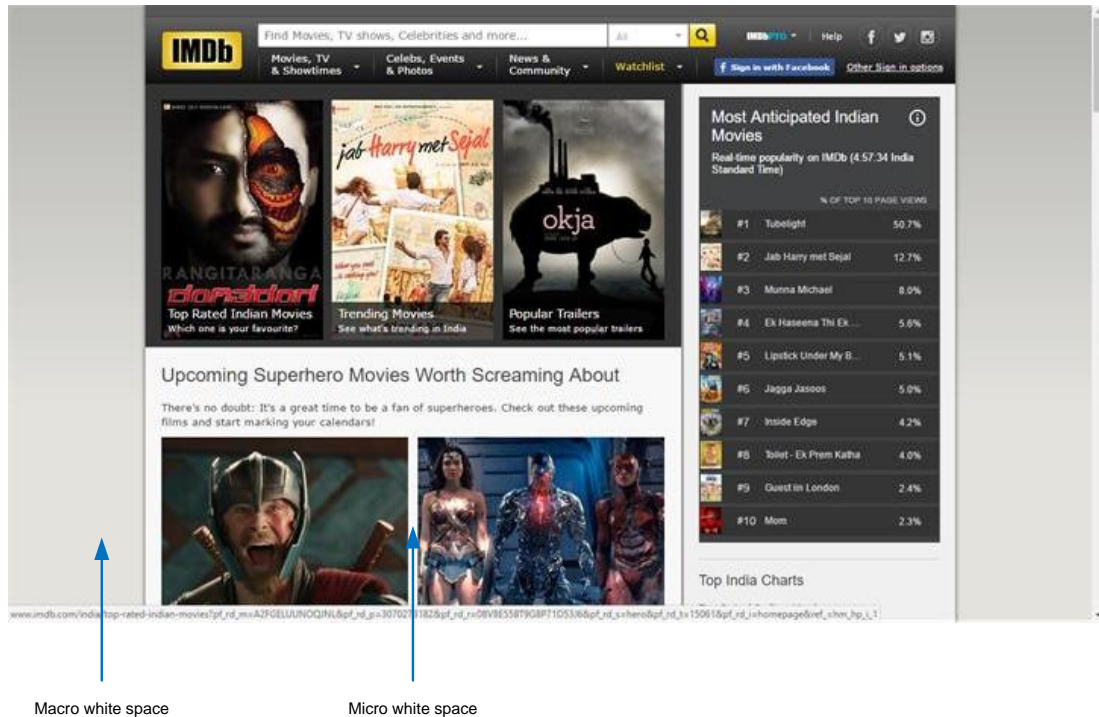 Find Movies, TV shows, Celebrities and more...
All
IMDb
IMDbPRO
Help
Movies, TV
& Showtimes
Celebs, Events
& Photos
News &
Community
Watchlist
Sign in with Facebook
Other Sign in options
jab Harry met Sejal
What you seek
is seeking you!
okja
RANGITARANGA
Top Rated Indian Movies
Which one is your favourite?
Trending Movies
See what's trending in India
Popular Trailers
See the most popular trailers
Most Anticipated Indian
Movies
Real-time popularity on IMDb (4:57:34 India
Standard Time)
% OF TOP 10 PAGE VIEWS
#1 Tubelight 50.7%
#2 Jab Harry met Sejal 12.7%
#3 Munna Michael 8.0%
#4 Ek Haseena Thi Ek ... 5.6%
#5 Lipstick Under My B... 5.1%
#6 Jagga Jasoos 5.0%
#7 Inside Edge 4.2%
#8 Toilet - Ek Prem Katha 4.0%
#9 Guest iin London 2.4%
#10 Mom 2.3%
Upcoming Superhero Movies Worth Screaming About
There's no doubt: It's a great time to be a fan of superheroes. Check out these upcoming
films and start marking your calendars!
Top India Charts
Macro white space
Micro white space